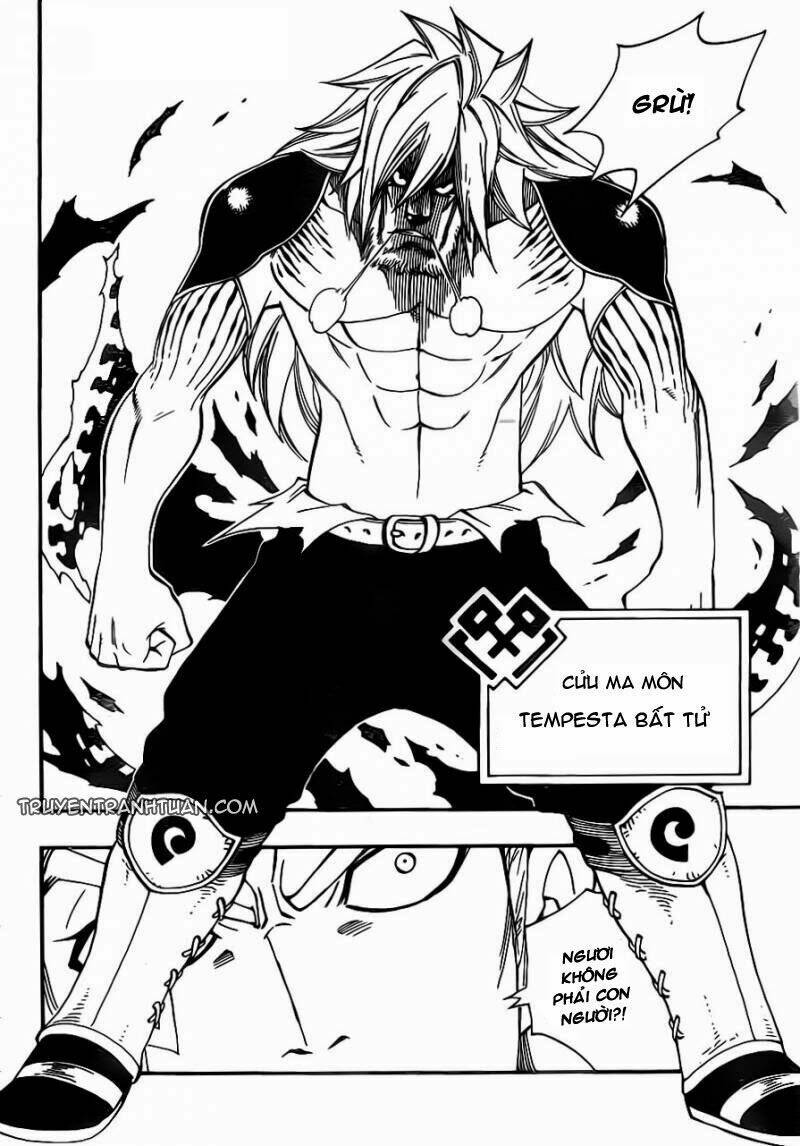 GRỪ!
CỬU MA MÔN
TEMPESTA BẤT TỬ
TRUYENTRANHTUAN.COM
NGƯƠI
KHÔNG
PHẢI CON
NGƯỜI?!